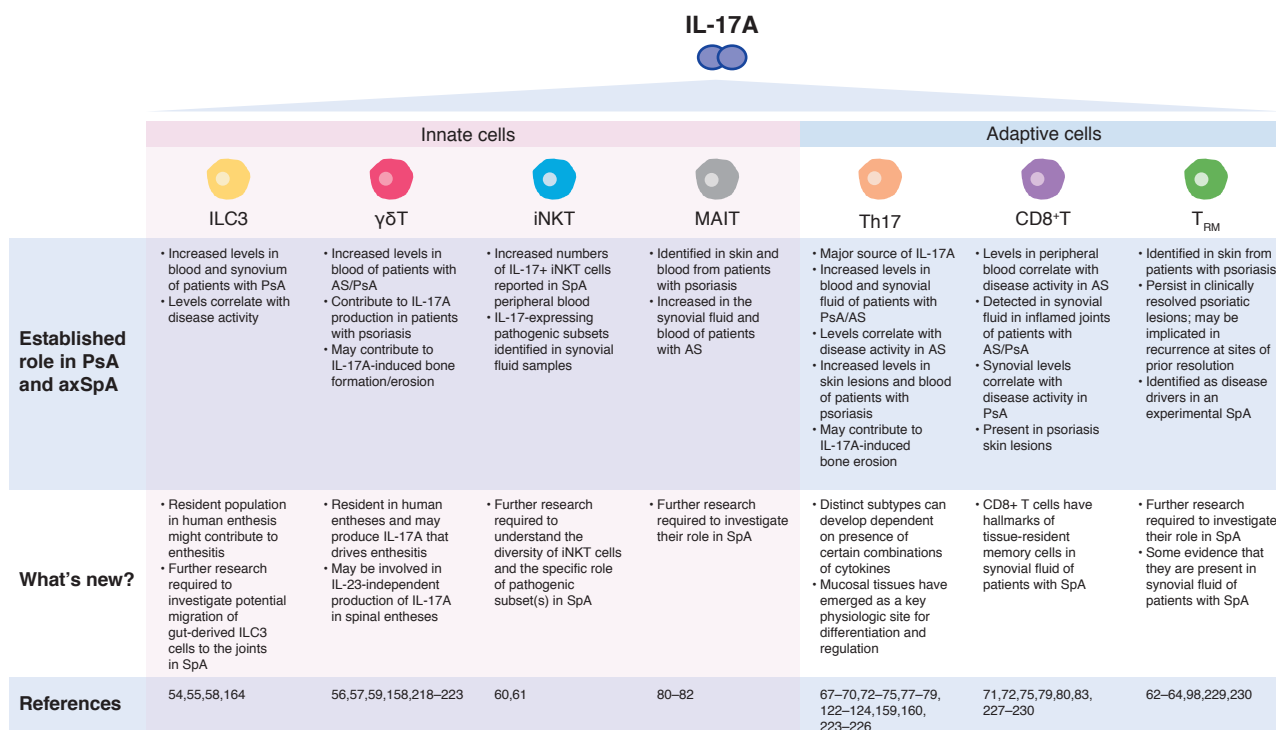 IL-17A
Innate cells
Adaptive cells
ILC3
γδT
iNKT
MAIT
Th17
CD8⁺T
T_RM
Established
role in PsA
and axSpA
• Increased levels in
blood and synovium
of patients with PsA
• Levels correlate with
disease activity
• Increased levels in
blood of patients with
AS/PsA
• Contribute to IL-17A
production in patients
with psoriasis
• May contribute to
IL-17A-induced bone
formation/erosion
• Increased numbers
of IL-17+ iNKT cells
reported in SpA
peripheral blood
• IL-17-expressing
pathogenic subsets
identified in synovial
fluid samples
• Identified in skin and
blood from patients
with psoriasis
• Increased in the
synovial fluid and
blood of patients
with AS
• Major source of IL-17A
• Increased levels in
blood and synovial
fluid of patients with
PsA/AS
• Levels correlate with
disease activity in AS
• Increased levels in
skin lesions and blood
of patients with
psoriasis
• May contribute to
IL-17A-induced
bone erosion
• Levels in peripheral
blood correlate with
disease activity in AS
• Detected in synovial
fluid in inflamed joints
of patients with
AS/PsA
• Synovial levels
correlate with
disease activity in
PsA
• Present in psoriasis
skin lesions
• Identified in skin from
patients with psoriasis
• Persist in clinically
resolved psoriatic
lesions; may be
implicated in
recurrence at sites of
prior resolution
• Identified as disease
drivers in an
experimental SpA
What's new?
• Resident population
in human enthesis
might contribute to
enthesitis
• Further research
required to
investigate potential
migration of
gut-derived ILC3
cells to the joints
in SpA
• Resident in human
entheses and may
produce IL-17A that
drives enthesitis
• May be involved in
IL-23-independent
production of IL-17A
in spinal entheses
• Further research
required to
understand the
diversity of iNKT cells
and the specific role
of pathogenic
subset(s) in SpA
• Further research
required to investigate
their role in SpA
• Distinct subtypes can
develop dependent
on presence of
certain combinations
of cytokines
• Mucosal tissues have
emerged as a key
physiologic site for
differentiation and
regulation
• CD8+ T cells have
hallmarks of
tissue-resident
memory cells in
synovial fluid of
patients with SpA
• Further research
required to investigate
their role in SpA
• Some evidence that
they are present in
synovial fluid of
patients with SpA
References
54,55,58,164
56,57,59,158,218–223
60,61
80–82
67–70,72–75,77–79,
122–124,159,160,
223–226
71,72,75,79,80,83,
227–230
62–64,98,229,230